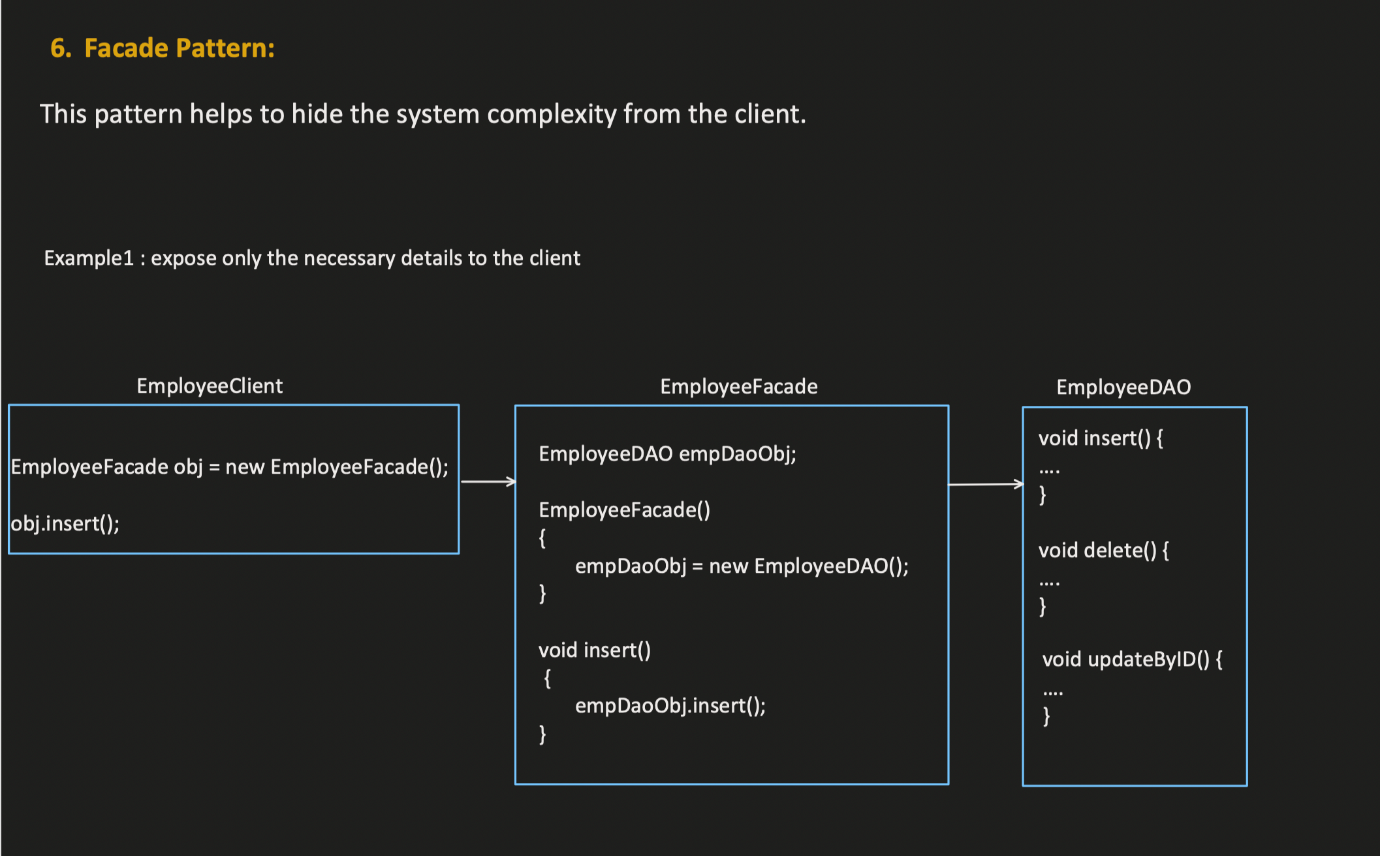 6. Facade Pattern:
This pattern helps to hide the system complexity from the client.
Example1 : expose only the necessary details to the client
EmployeeClient
EmployeeFacade obj = new EmployeeFacade();
obj.insert();
EmployeeFacade
EmployeeDAO empDaoObj;
EmployeeFacade()
{
empDaoObj = new EmployeeDAO();
}
void insert()
{
empDaoObj.insert();
}
EmployeeDAO
void insert() {
....
}
void delete() {
....
}
void updateByID() {
....
}